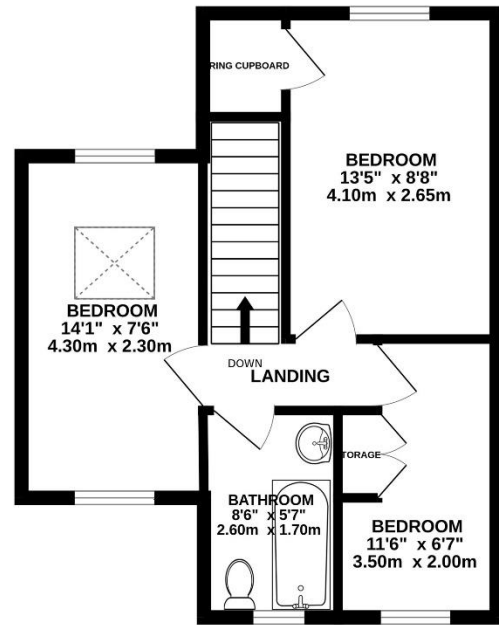 RING CUPBOARD
BEDROOM
13'5" x 8'8"
4.10m x 2.65m
BEDROOM
14'1" x 7'6"
4.30m x 2.30m
DOWN
LANDING
TORAGE
BATHROOM
8'6" x 5'7"
2.60m x 1.70m
BEDROOM
11'6" x 6'7"
3.50m x 2.00m